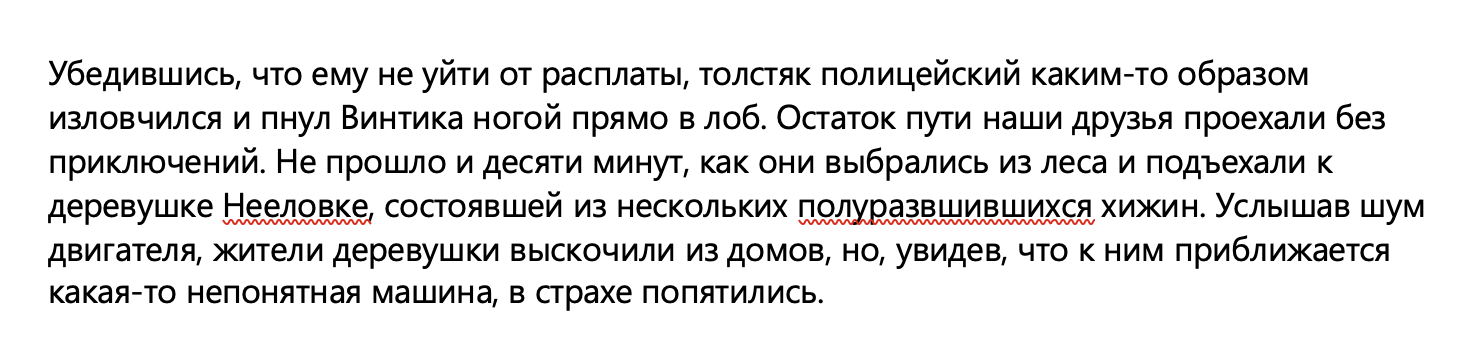 Убедившись, что ему не уйти от расплаты, толстяк полицейский каким-то образом
изловчился и пнул Винтика ногой прямо в лоб. Остаток пути наши друзья проехали без
приключений. Не прошло и десяти минут, как они выбрались из леса и подъехали к
деревушке Нееловке, состоявшей из нескольких полуразвшившихся хижин. Услышав шум
двигателя, жители деревушки выскочили из домов, но, увидев, что к ним приближается
какая-то непонятная машина, в страхе попятились.